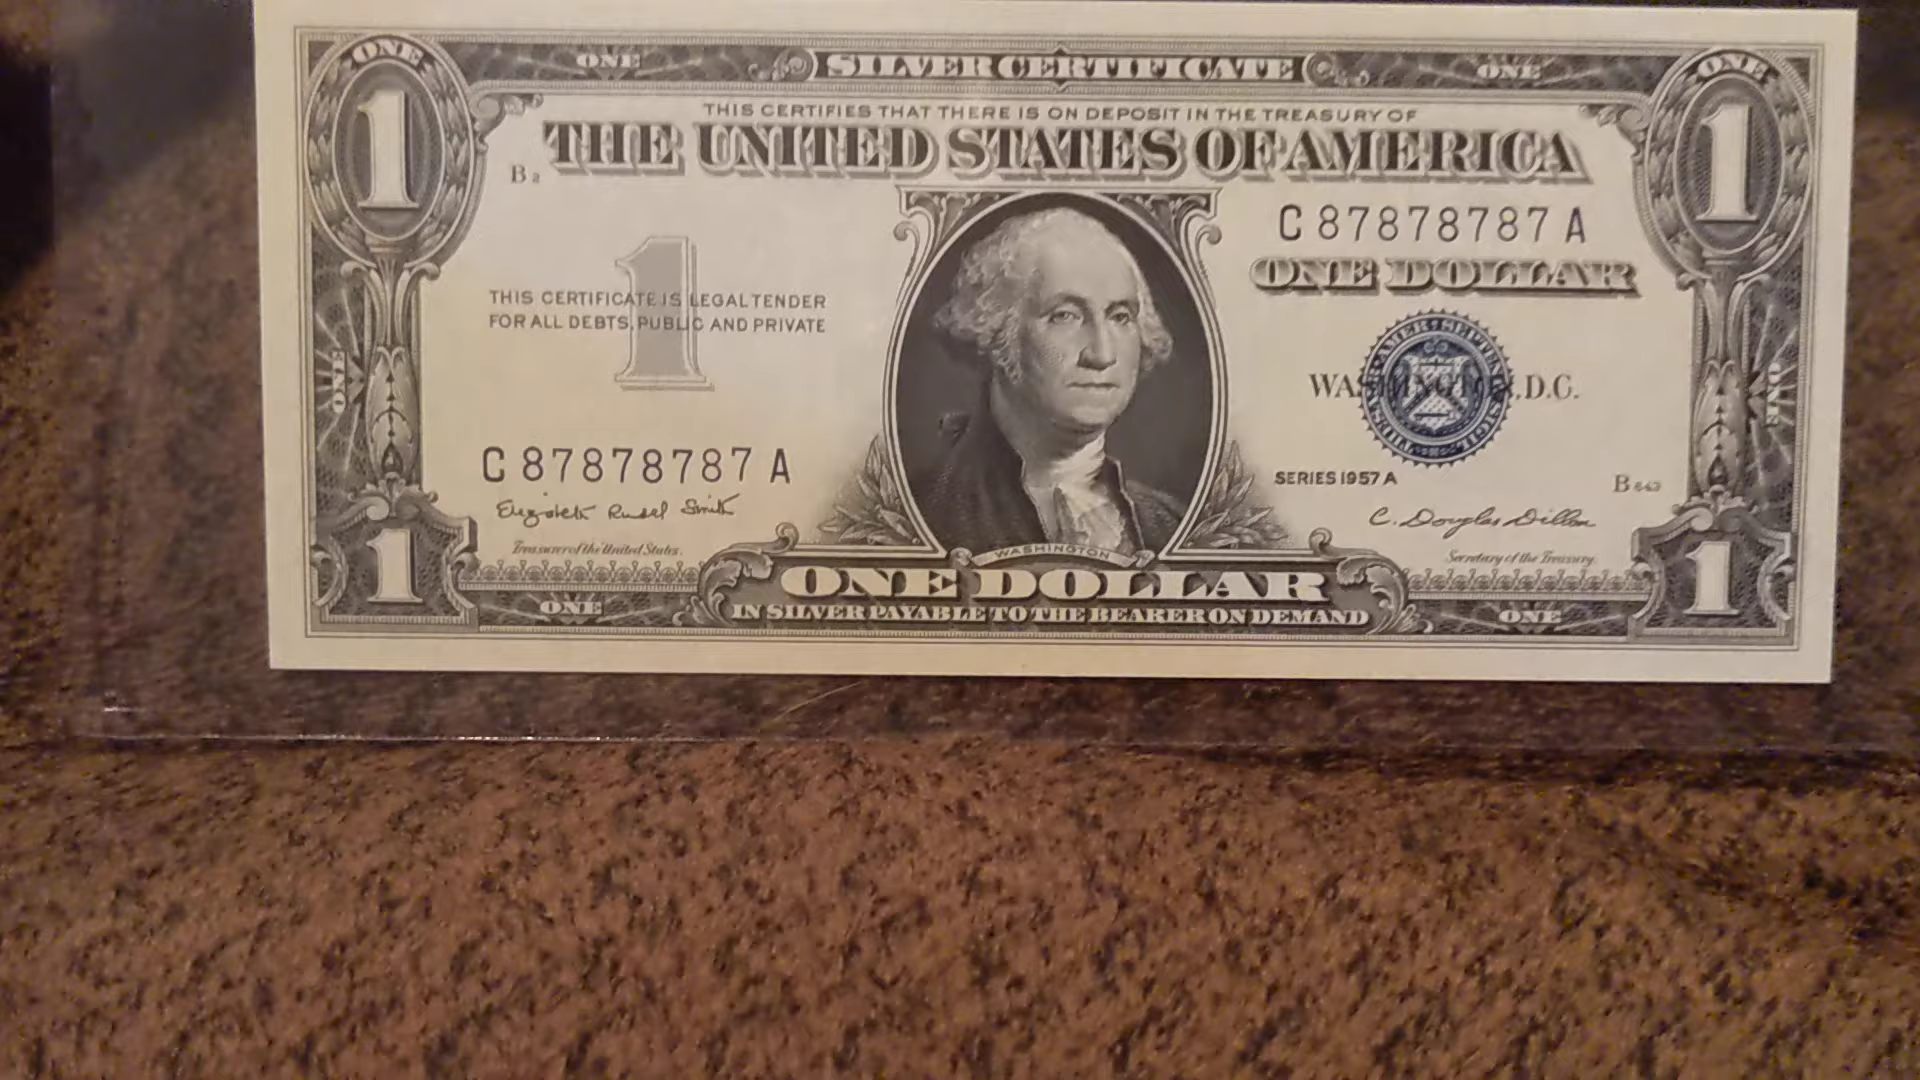 ONE ONE SILVER CERTIFICATE ONE ONE
1 1
THIS CERTIFIES THAT THERE IS ON DEPOSIT IN THE TREASURY OF
THE UNITED STATES OF AMERICA
B 2
C 87878787 A
ONE DOLLAR
1
THIS CERTIFICATE IS LEGAL TENDER
FOR ALL DEBTS, PUBLIC AND PRIVATE
ONE ONE
WASHINGTON, D.C.
C 87878787 A
SERIES 1957 A
Elizabeth Rudel Smith
C. Douglas Dillon
Treasurer of the United States.
Secretary of the Treasury.
WASHINGTON
1 ONE DOLLAR 1
ONE IN SILVER PAYABLE TO THE BEARER ON DEMAND ONE